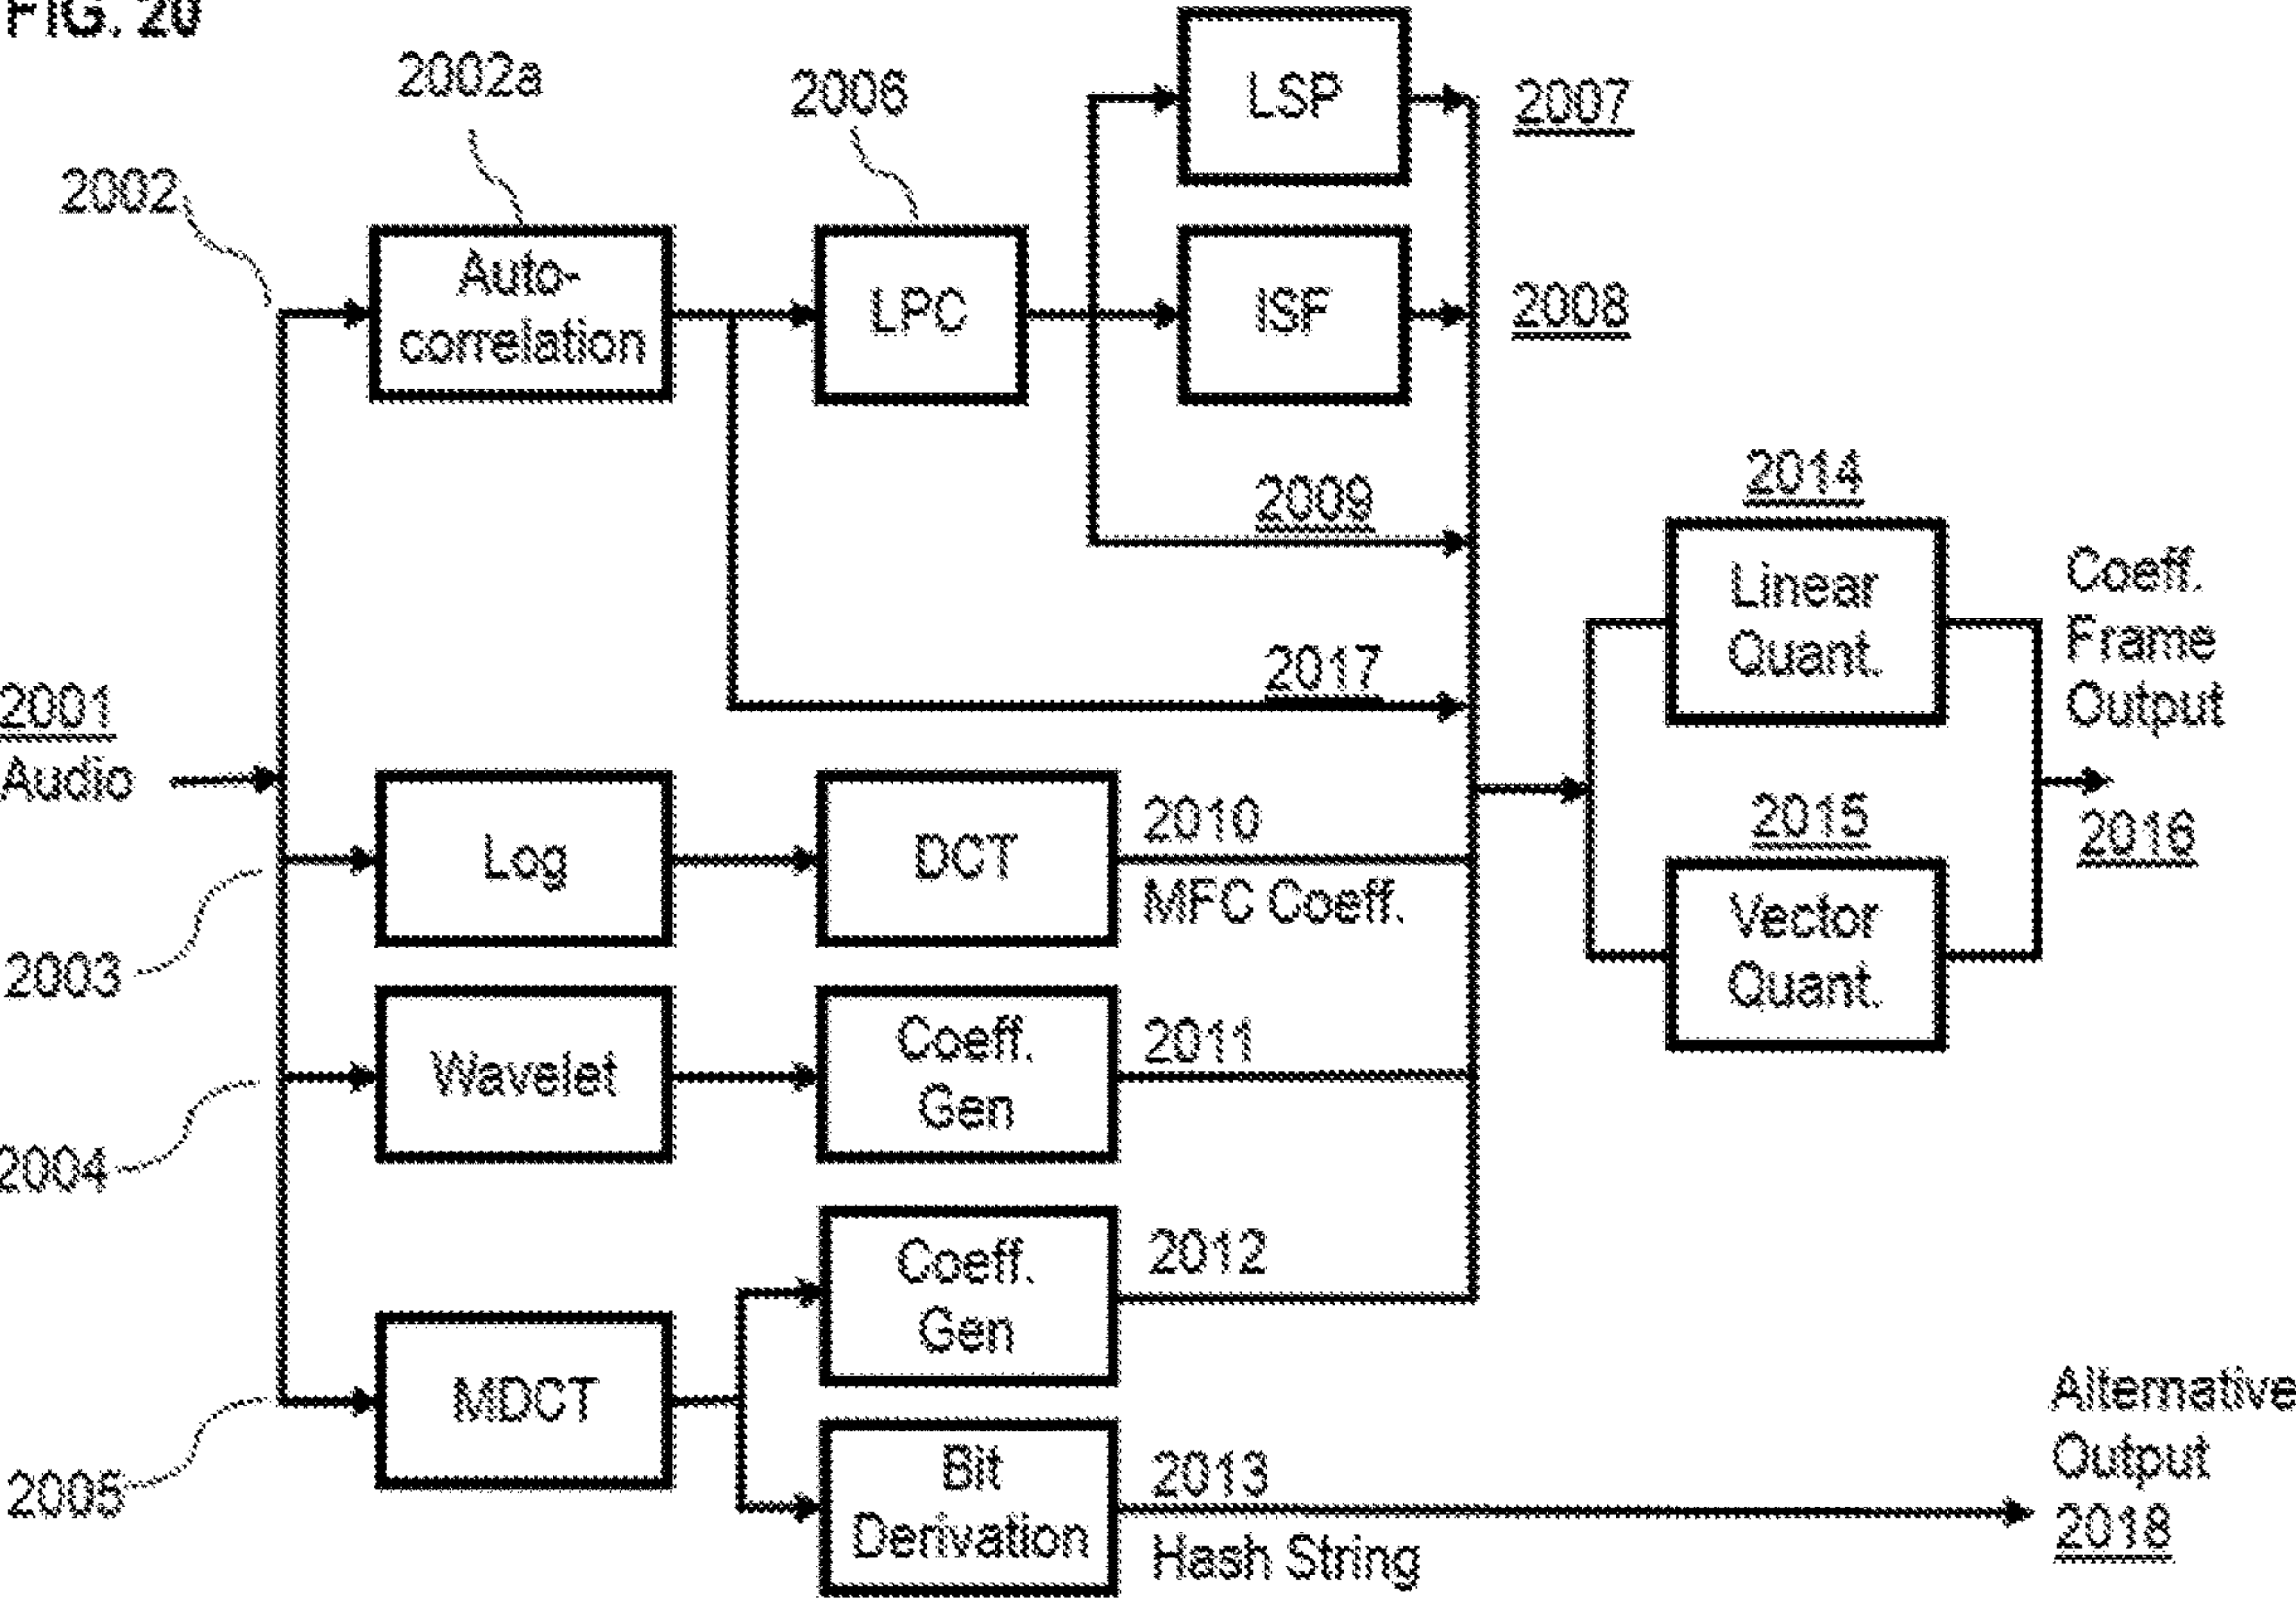 FIG. 20
2002a
2006
LSP
2007
2002
Auto-
correlation
LPC
ISF
2008
2009
2014
Linear
Quant.
Coeff.
Frame
Output
2017
2001
Audio
2015
2016
Log
DCT
2010
MFC Coeff.
Vector
Quant.
2003
Wavelet
Coeff.
Gen
2011
2004
Coeff.
Gen
2012
MDCT
Alternative
Output
2018
2005
Bit
Derivation
2013
Hash String